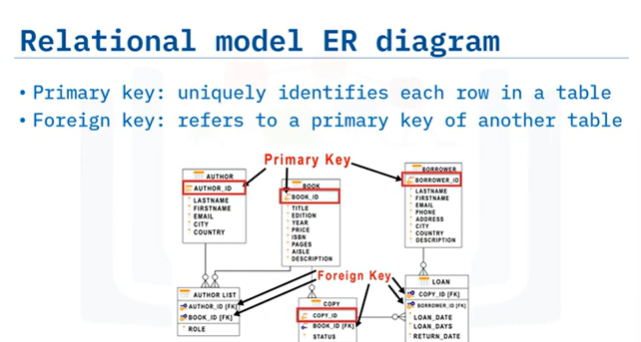 Relational model ER diagram
• Primary key: uniquely identifies each row in a table
• Foreign key: refers to a primary key of another table
Primary Key
AUTHOR
AUTHOR_ID
LASTNAME
FIRSTNAME
EMAIL
CITY
COUNTRY
BOOK
BOOK_ID
TITLE
EDITION
YEAR
PRICE
ISBN
PAGES
AISLE
DESCRIPTION
BORROWER
BORROWER_ID
LASTNAME
FIRSTNAME
EMAIL
PHONE
ADDRESS
CITY
COUNTRY
DESCRIPTION
Foreign Key
AUTHOR LIST
AUTHOR_ID [FK]
BOOK_ID [FK]
ROLE
COPY
COPY_ID
BOOK_ID [FK]
STATUS
LOAN
COPY_ID [FK]
BORROWER_ID [FK]
LOAN_DATE
LOAN_DAYS
RETURN_DATE